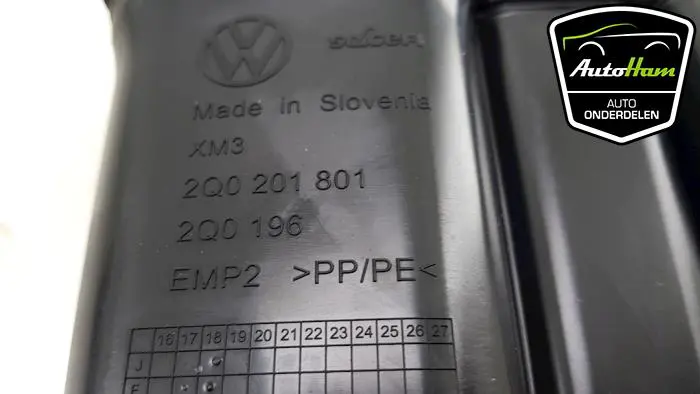 AutoHam
AUTO
ONDERDELEN
Made in Slovenia
XM3
2Q0 201 801
2Q0 196
EMP2 >PP/PE<
16 17 18 19 20 21 22 23 24 25 26 27
J
F